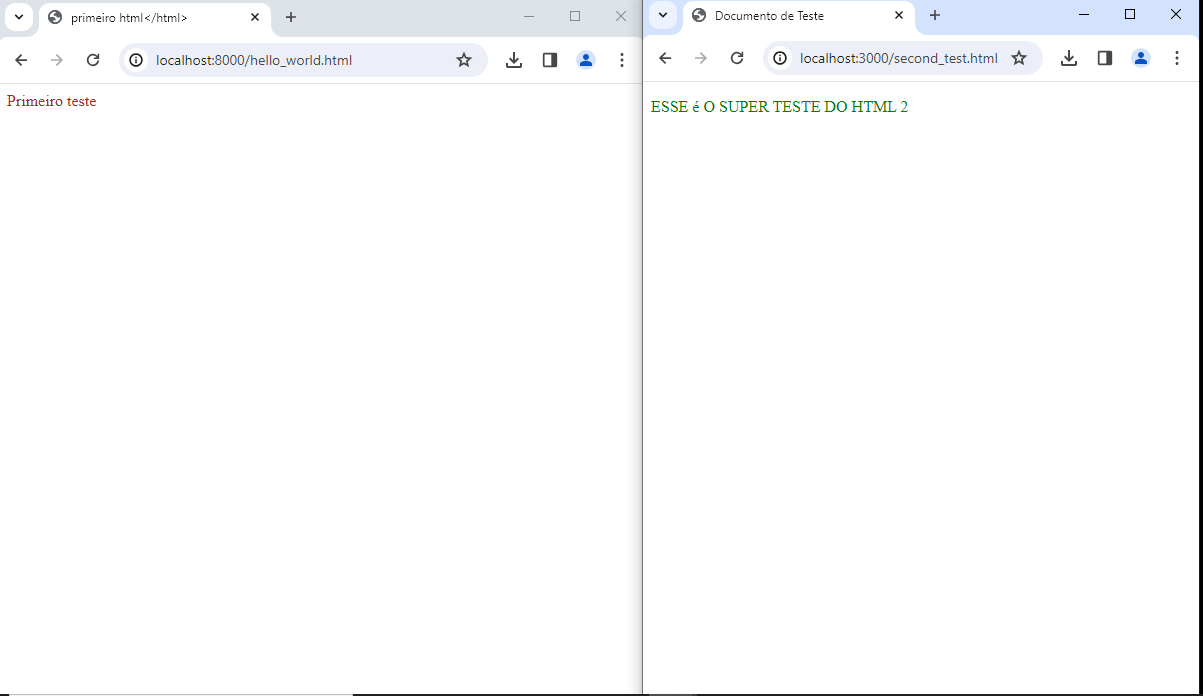 primeiro html</html>
localhost:8000/hello_world.html
Primeiro teste
Documento de Teste
localhost:3000/second_test.html
ESSE é O SUPER TESTE DO HTML 2